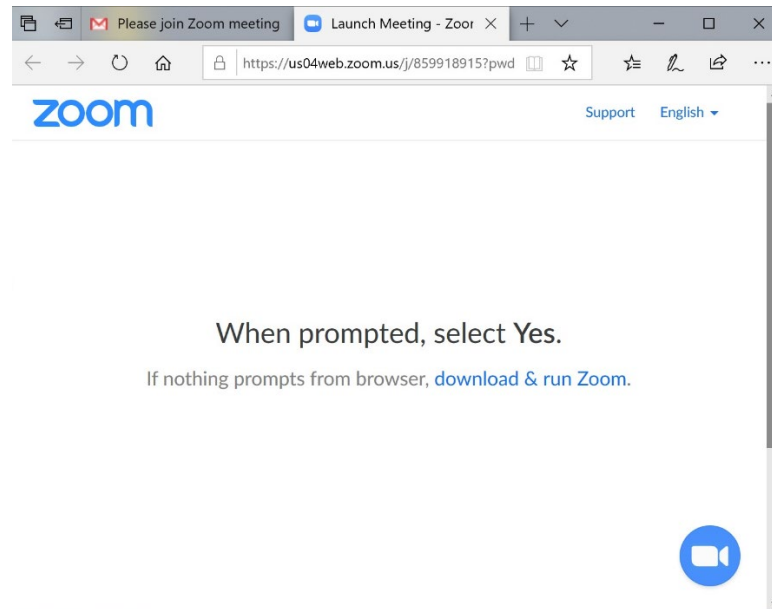 Please join Zoom meeting
Launch Meeting - Zoor
https://us04web.zoom.us/j/859918915?pwd
zoom
Support English
When prompted, select Yes.
If nothing prompts from browser, download & run Zoom.